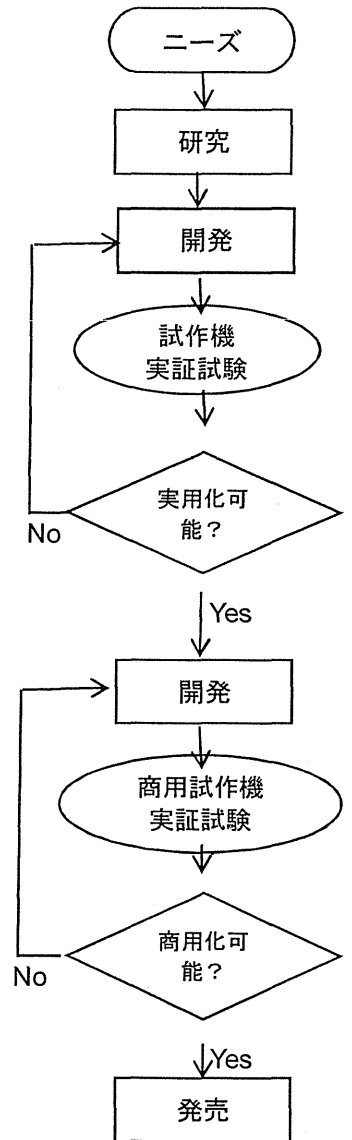 ニーズ
研究
開発
試作機
実証試験
実用化可
能？
No
Yes
開発
商用試作機
実証試験
商用化可
能？
No
Yes
発売